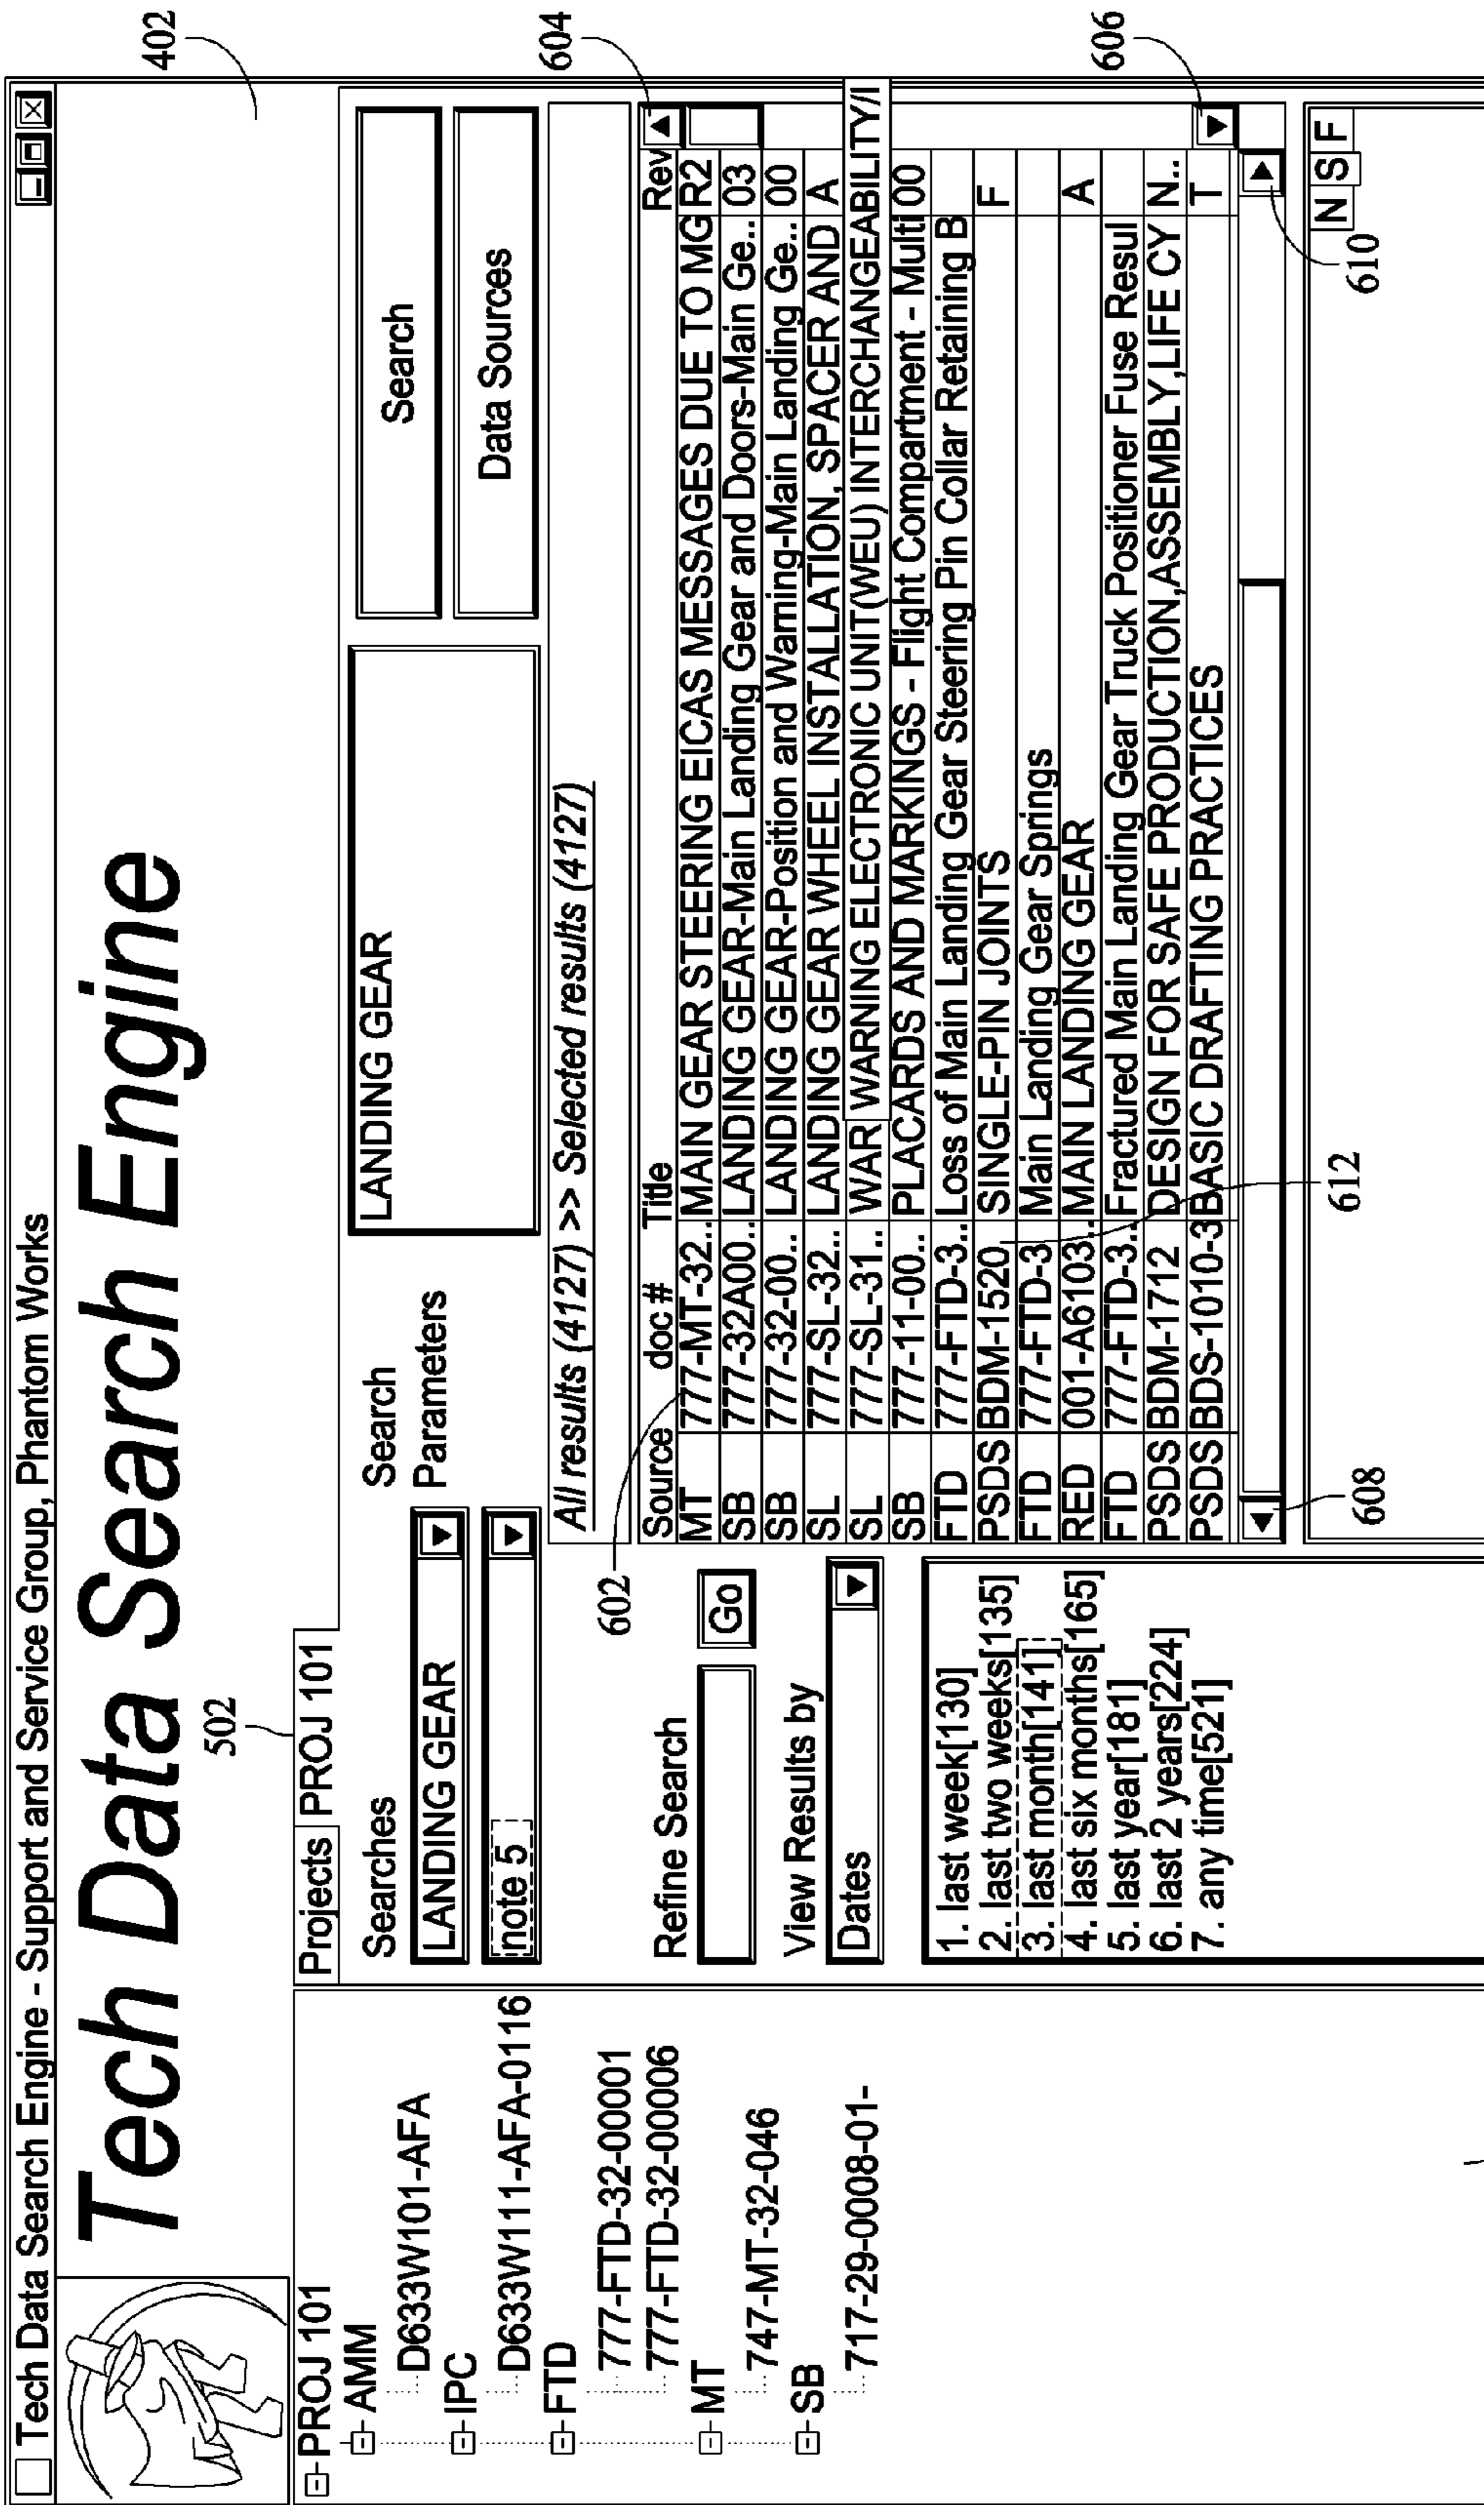 Tech Data Search Engine - Support and Service Group, Phantom Works
Tech Data Search Engine
402
502
PROJ 101
AMM
D633W101-AFA
IPC
D633W111-AFA-0116
FTD
777-FTD-32-00001
777-FTD-32-00006
MT
747-MT-32-046
SB
717-29-0008-01-
Projects PROJ 101
Searches
LANDING GEAR
note 5
Search
Parameters
LANDING GEAR
Search
Data Sources
Refine Search
Go
View Results by
Dates
1. last week[130]
2. last two weeks[135]
3. last month[141]
4. last six months[165]
5. last year[181]
6. last 2 years[224]
7. any time[521]
All results (4127) >> Selected results (4127)
602
604
Source doc # Title Rev
MT 777-MT-32.. MAIN GEAR STEERING EICAS MESSAGES DUE TO MG R2
SB 777-32A00.. LANDING GEAR-Main Landing Gear and Doors-Main Ge.. 03
SB 777-32-00.. LANDING GEAR-Position and Warning-Main Landing Ge.. 00
SL 777-SL-32.. LANDING GEAR WHEEL INSTALLATION, SPACER AND A
SL 777-SL-31.. WAR WARNING ELECTRONIC UNIT(WEU) INTERCHANGEABILITY/I
SB 777-11-00.. PLACARDS AND MARKINGS - Flight Compartment - Multi 00
FTD 777-FTD-3.. Loss of Main Landing Gear Steering Pin Collar Retaining B
PSDS BDM-1520 SINGLE-PIN JOINTS F
FTD 777-FTD-3 Main Landing Gear Springs
RED 001-A6103.. MAIN LANDING GEAR A
FTD 777-FTD-3.. Fractured Main Landing Gear Truck Positioner Fuse Resul
PSDS BDM-1712 DESIGN FOR SAFE PRODUCTION,ASSEMBLY,LIFE CY N..
PSDS BDS-1010-3 BASIC DRAFTING PRACTICES T
606
608
610
612
N S F